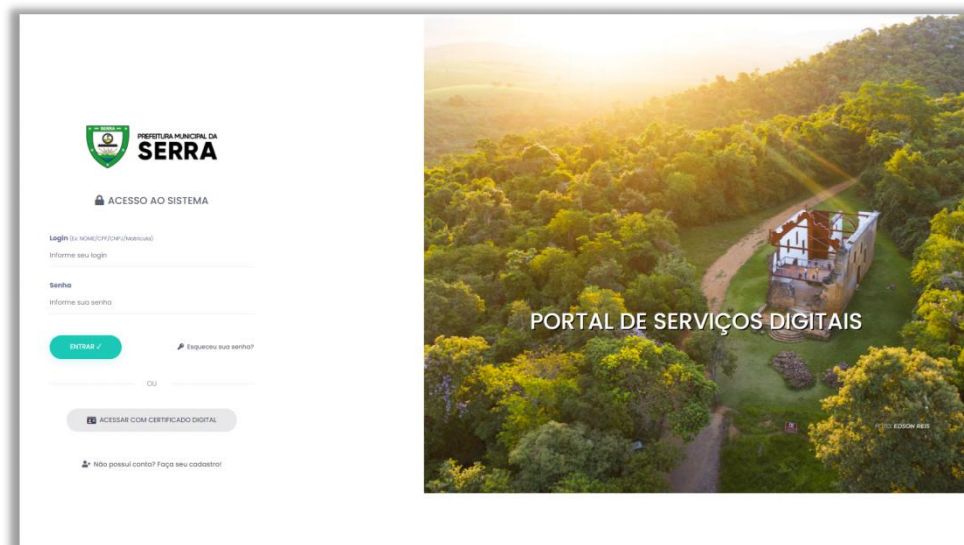 SERRA
PREFEITURA MUNICIPAL DA
SERRA
ACESSO AO SISTEMA
Login (Ex: NOME/CPF/CNPJ/Matrícula)
Informe seu login
Senha
Informe sua senha
ENTRAR ✓
Esqueceu sua senha?
OU
ACESSAR COM CERTIFICADO DIGITAL
Não possui conta? Faça seu cadastro!
PORTAL DE SERVIÇOS DIGITAIS
FOTO: EDSON REIS